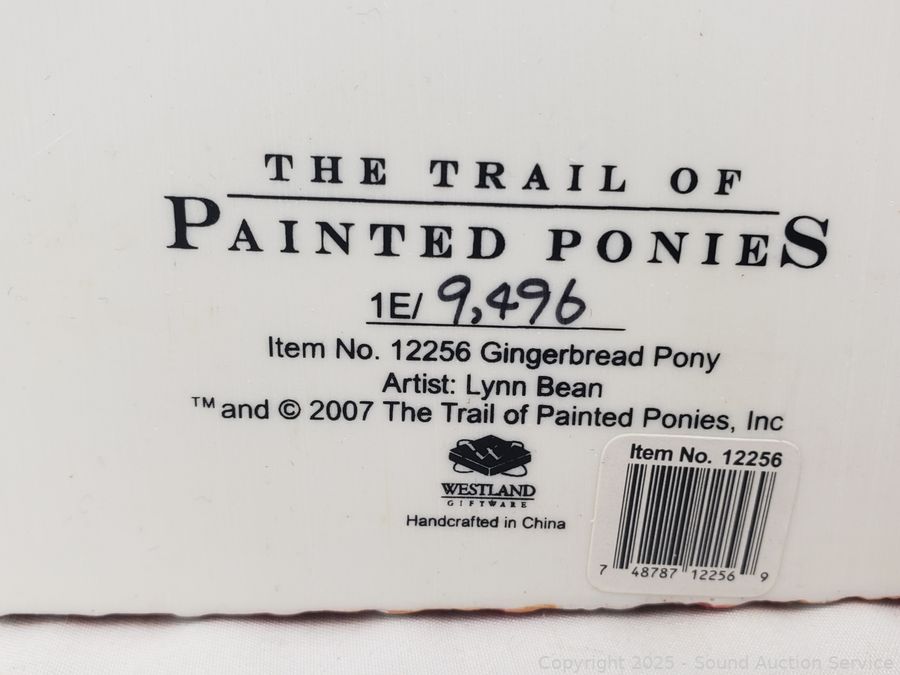 THE TRAIL OF
PAINTED PONIES
1E/ 9,496
Item No. 12256 Gingerbread Pony
Artist: Lynn Bean
™ and © 2007 The Trail of Painted Ponies, Inc
WESTLAND
GIFTWARE
Handcrafted in China
Item No. 12256
7 48787 12256 9
Copyright 2025 - Sound Auction Service